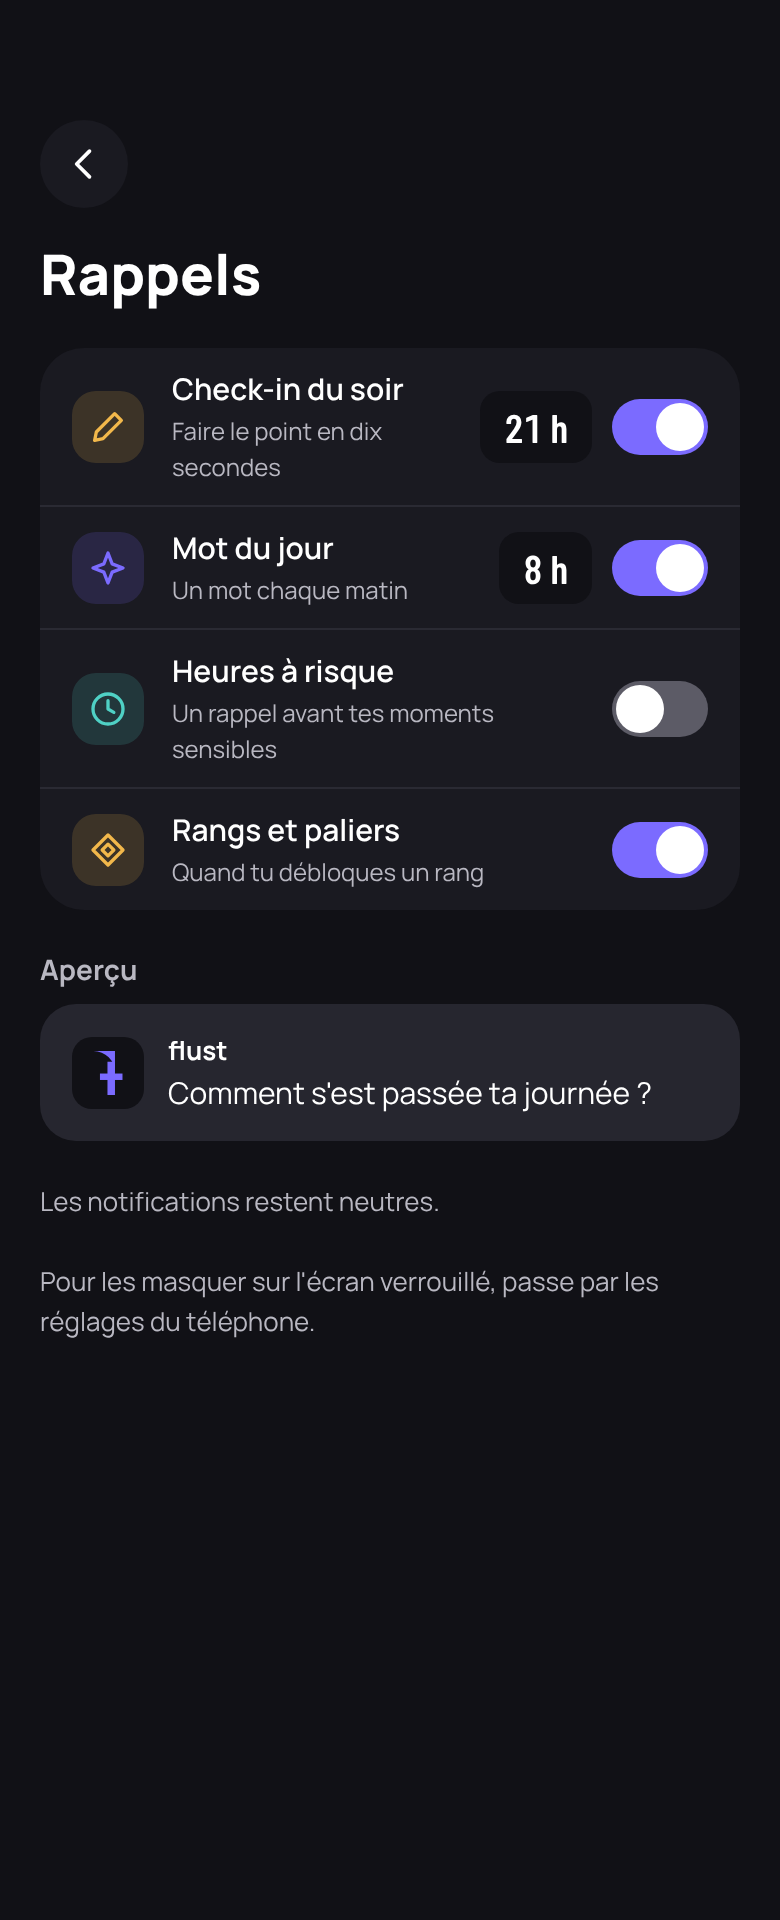 Rappels
Check-in du soir
Faire le point en dix
secondes
21 h
Mot du jour
Un mot chaque matin
8 h
Heures à risque
Un rappel avant tes moments
sensibles
Rangs et paliers
Quand tu débloques un rang
Aperçu
flust
Comment s'est passée ta journée ?
Les notifications restent neutres.
Pour les masquer sur l'écran verrouillé, passe par les
réglages du téléphone.